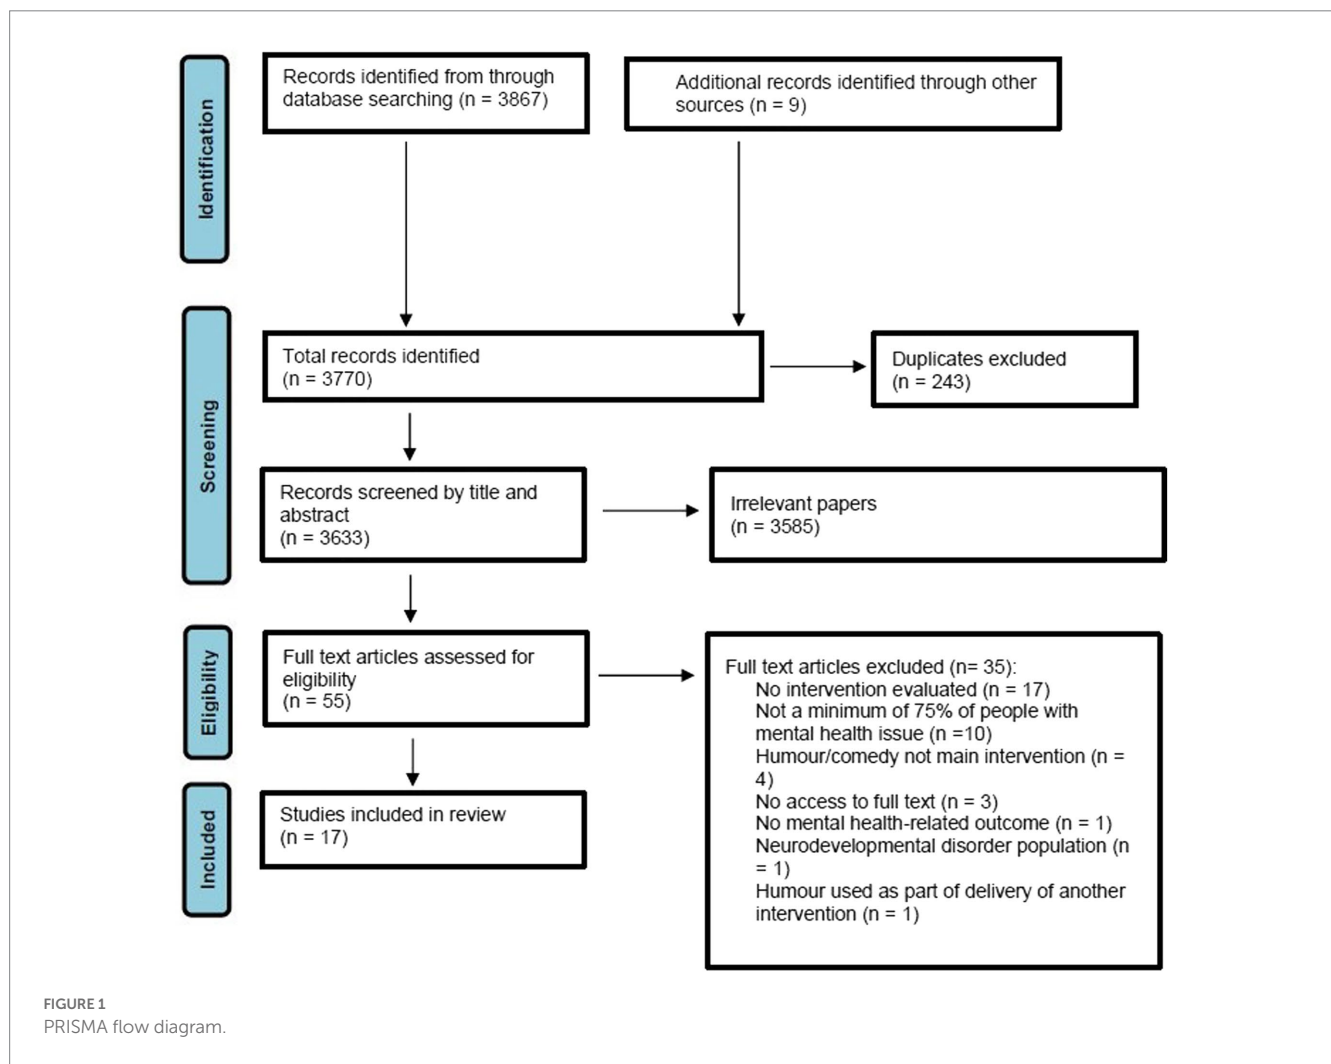 Identification
Records identified from through
database searching (n = 3867)
Additional records identified through other
sources (n = 9)
Screening
Total records identified
(n = 3770)
Duplicates excluded
(n = 243)
Records screened by title and
abstract
(n = 3633)
Irrelevant papers
(n = 3585)
Eligibility
Full text articles assessed for
eligibility
(n = 55)
Full text articles excluded (n= 35):
No intervention evaluated (n = 17)
Not a minimum of 75% of people with
mental health issue (n =10)
Humour/comedy not main intervention (n =
4)
No access to full text (n = 3)
No mental health-related outcome (n = 1)
Neurodevelopmental disorder population (n
= 1)
Humour used as part of delivery of another
intervention (n = 1)
Included
Studies included in review
(n = 17)
FIGURE 1
PRISMA flow diagram.